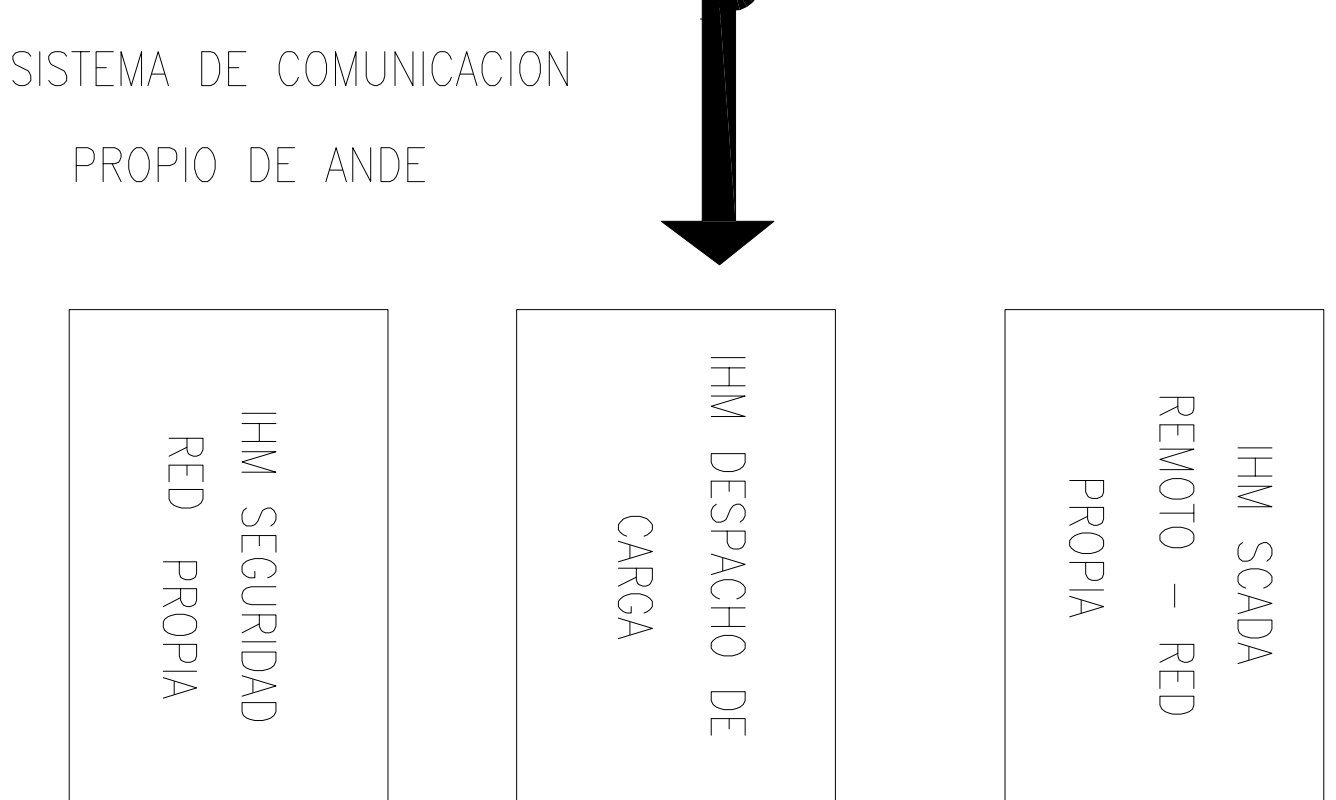 SISTEMA DE COMUNICACION
PROPIO DE ANDE
IHM SEGURIDAD
RED PROPIA
IHM DESPACHO DE
CARGA
IHM SCADA
REMOTO - RED
PROPIA